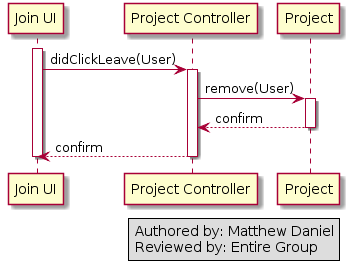 Join UI
Project Controller
Project
didClickLeave(User)
remove(User)
confirm
confirm
Join UI
Project Controller
Project
Authored by: Matthew Daniel
Reviewed by: Entire Group